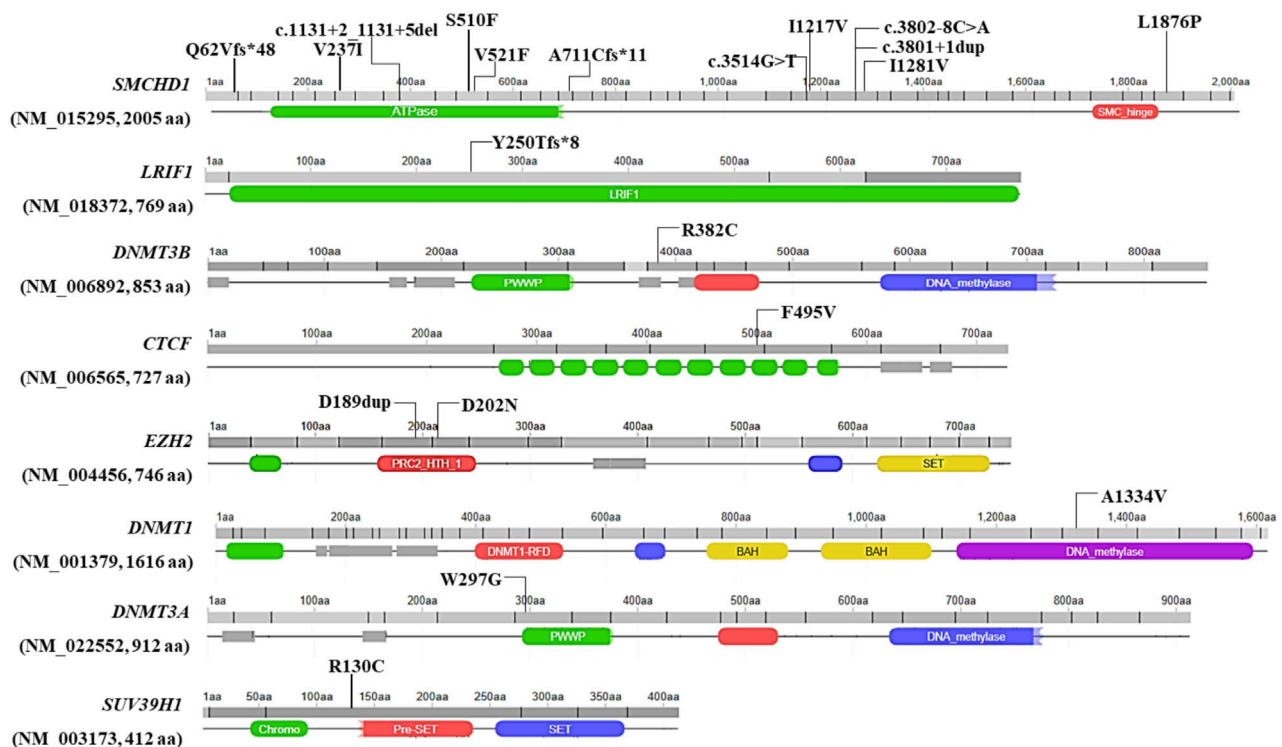 c.1131+2_1131+5del S510F I1217V c.3802-8C>A L1876P
Q62Vfs*48 V237I V521F A711Cfs*11 c.3514G>T c.3801+1dup
I1281V
1aa 200aa 400aa 600aa 800aa 1,000aa 1,200aa 1,400aa 1,600aa 1,800aa 2,000aa
SMCHD1
ATPase SMC_hinge
(NM_015295, 2005 aa)
Y250Tfs*8
1aa 100aa 200aa 300aa 400aa 500aa 600aa 700aa
LRIF1
LRIF1
(NM_018372, 769 aa)
R382C
DNMT3B
1aa 100aa 200aa 300aa 400aa 500aa 600aa 700aa 800aa
(NM_006892, 853 aa)
PWWP DNA_methylase
F495V
1aa 100aa 200aa 300aa 400aa 500aa 600aa 700aa
CTCF
(NM_006565, 727 aa)
D189dup D202N
1aa 100aa 200aa 300aa 400aa 500aa 600aa 700aa
EZH2
PRC2_HTH_1 SET
(NM_004456, 746 aa)
A1334V
1aa 200aa 400aa 600aa 800aa 1,000aa 1,200aa 1,400aa 1,600aa
DNMT1
DNMT1-RFD BAH BAH DNA_methylase
(NM_001379, 1616 aa)
W297G
1aa 100aa 200aa 300aa 400aa 500aa 600aa 700aa 800aa 900aa
DNMT3A
PWWP DNA_methylase
(NM_022552, 912 aa)
R130C
1aa 50aa 100aa 150aa 200aa 250aa 300aa 350aa 400aa
SUV39H1
Chromo Pre-SET SET
(NM_003173, 412 aa)